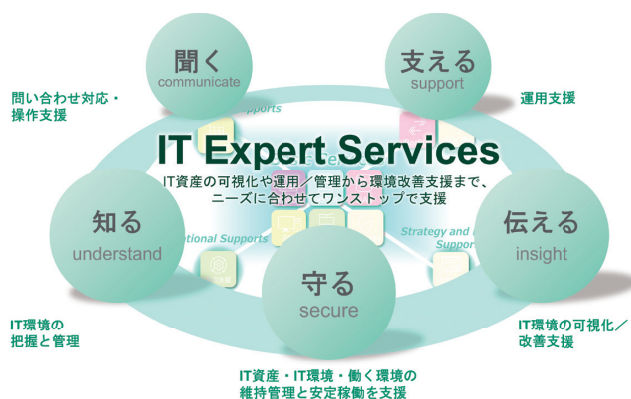 聞く
communicate
支える
support
問い合わせ対応・
操作支援
運用支援
IT Expert Services
IT資産の可視化や運用／管理から環境改善支援まで、
ニーズに合わせてワンストップで支援
知る
understand
伝える
insight
Strategy and
守る
secure
IT環境の
把握と管理
IT環境の可視化／
改善支援
IT資産・IT環境・働く環境の
維持管理と安定稼働を支援